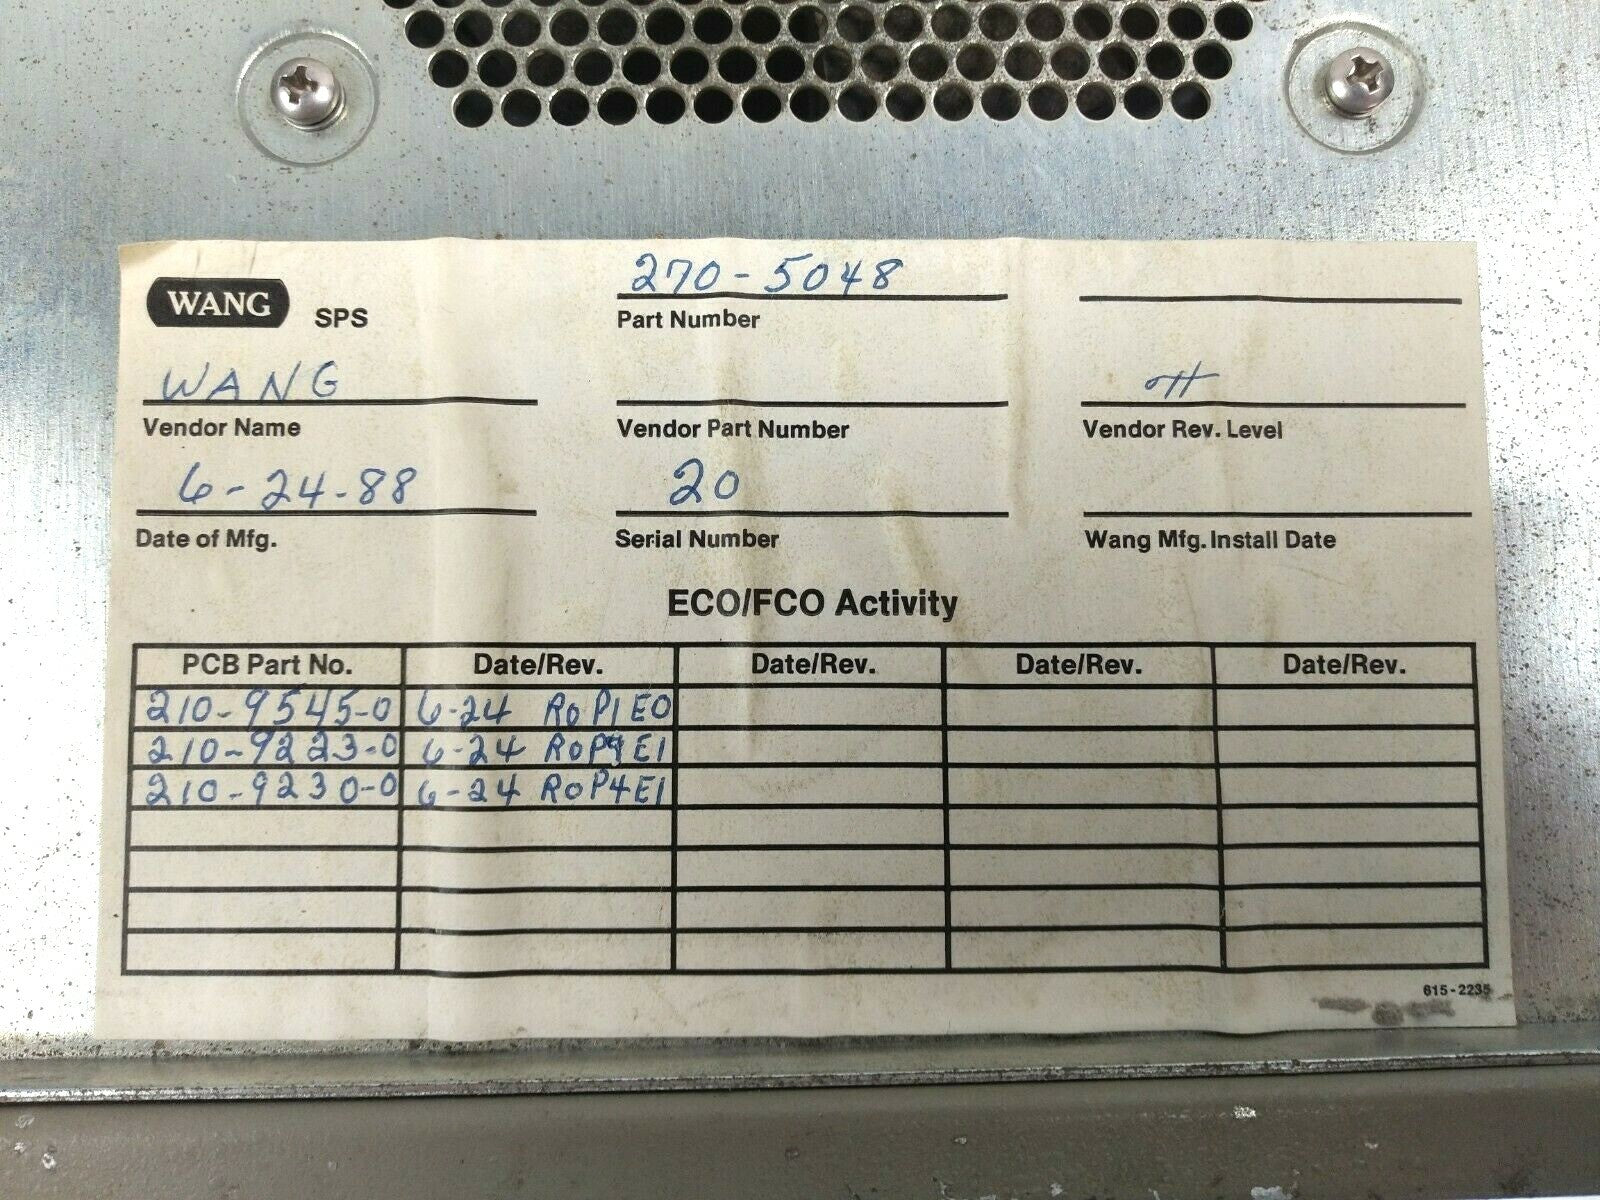 WANG SPS
270-5048
Part Number
WANG
H
Vendor Name Vendor Part Number Vendor Rev. Level
6-24-88 20
Date of Mfg. Serial Number Wang Mfg. Install Date
ECO/FCO Activity
PCB Part No. Date/Rev. Date/Rev. Date/Rev. Date/Rev.
210-9545-0 6-24 R0P1E0
210-9223-0 6-24 E1
210-9230-0 6-24 R0P4E1
615-2235